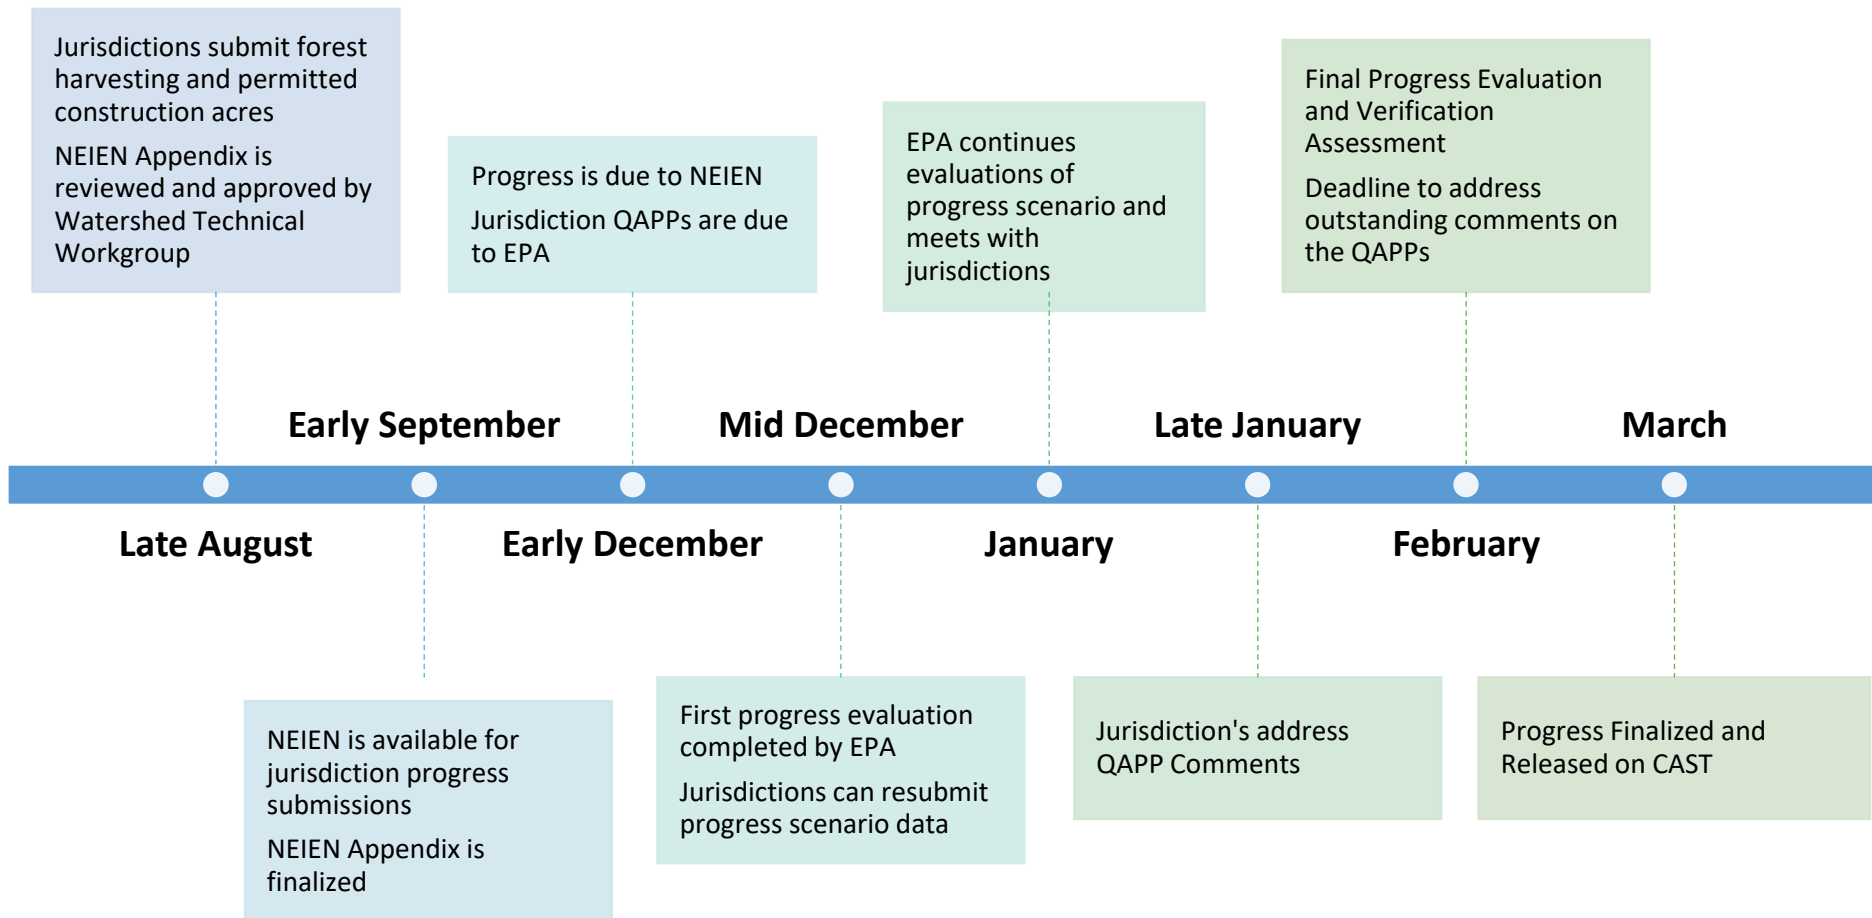 Jurisdictions submit forest
harvesting and permitted
construction acres
NEIEN Appendix is
reviewed and approved by
Watershed Technical
Workgroup
Progress is due to NEIEN
Jurisdiction QAPPs are due
to EPA
EPA continues
evaluations of
progress scenario and
meets with
jurisdictions
Final Progress Evaluation
and Verification
Assessment
Deadline to address
outstanding comments on
the QAPPs
Early September
Mid December
Late January
March
Late August
Early December
January
February
NEIEN is available for
jurisdiction progress
submissions
NEIEN Appendix is
finalized
First progress evaluation
completed by EPA
Jurisdictions can resubmit
progress scenario data
Jurisdiction's address
QAPP Comments
Progress Finalized and
Released on CAST